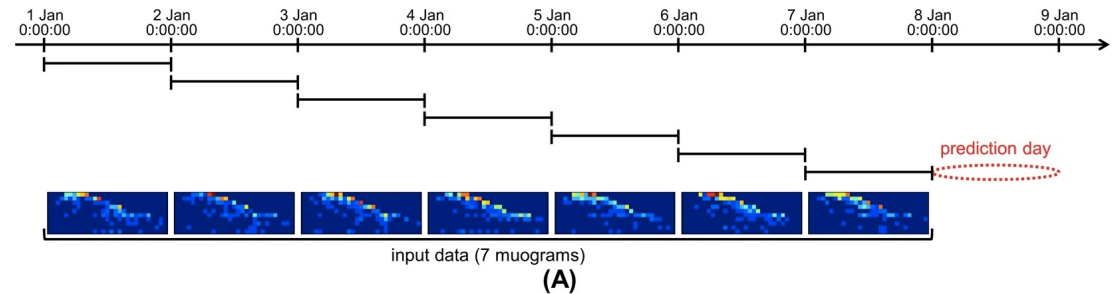 1 Jan 2 Jan 3 Jan 4 Jan 5 Jan 6 Jan 7 Jan 8 Jan 9 Jan
0:00:00 0:00:00 0:00:00 0:00:00 0:00:00 0:00:00 0:00:00 0:00:00 0:00:00
prediction day
input data (7 muograms)
(A)